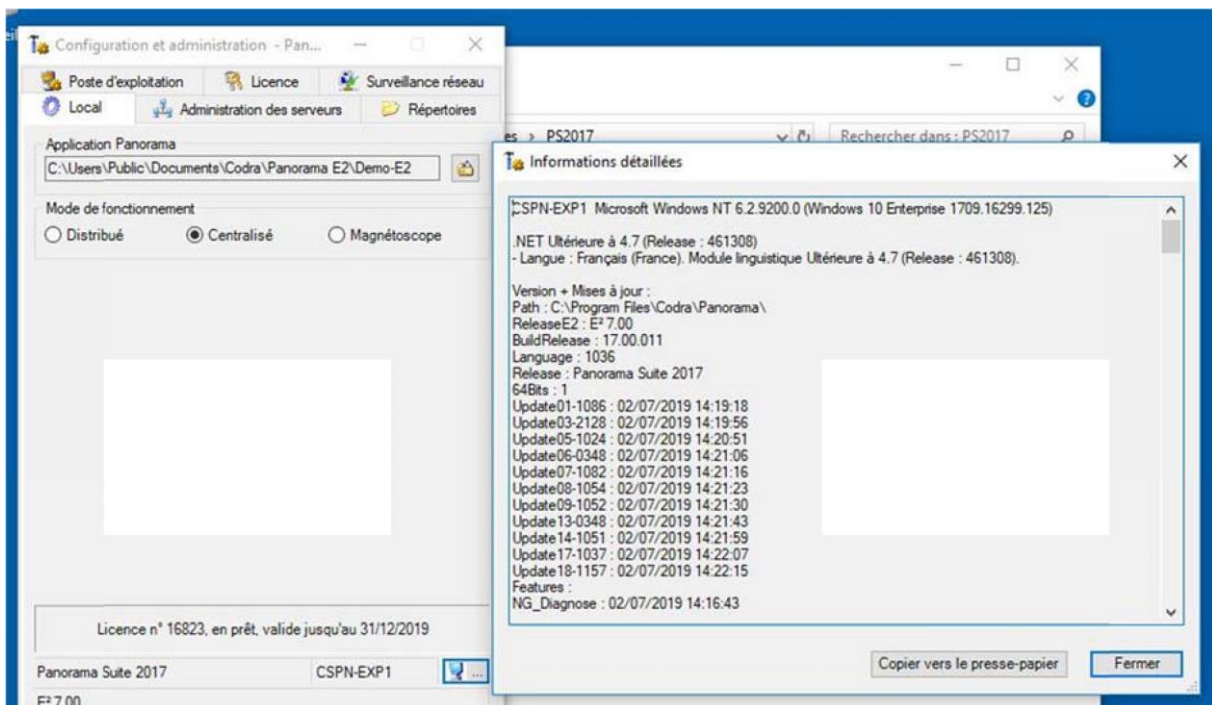 Configuration et administration - Pan...
Poste d'exploitation
Licence
Surveillance réseau
Local
Administration des serveurs
Répertoires
Application Panorama
C:\Users\Public\Documents\Codra\Panorama E2\Demo-E2
Mode de fonctionnement
Distribué
Centralisé
Magnétoscope
Licence n° 16823, en prêt, valide jusqu'au 31/12/2019
Panorama Suite 2017
CSPN-EXP1
...
E² 7.00
es > PS2017
Rechercher dans : PS2017
Informations détaillées
CSPN-EXP1 Microsoft Windows NT 6.2.9200.0 (Windows 10 Enterprise 1709.16299.125)
.NET Ultérieure à 4.7 (Release : 461308)
- Langue : Français (France). Module linguistique Ultérieure à 4.7 (Release : 461308).
Version + Mises à jour :
Path : C:\Program Files\Codra\Panorama\
ReleaseE2 : E² 7.00
BuildRelease : 17.00.011
Language : 1036
Release : Panorama Suite 2017
64Bits : 1
Update01-1086 : 02/07/2019 14:19:18
Update03-2128 : 02/07/2019 14:19:56
Update05-1024 : 02/07/2019 14:20:51
Update06-0348 : 02/07/2019 14:21:06
Update07-1082 : 02/07/2019 14:21:16
Update08-1054 : 02/07/2019 14:21:23
Update09-1052 : 02/07/2019 14:21:30
Update13-0348 : 02/07/2019 14:21:43
Update14-1051 : 02/07/2019 14:21:59
Update17-1037 : 02/07/2019 14:22:07
Update18-1157 : 02/07/2019 14:22:15
Features :
NG_Diagnose : 02/07/2019 14:16:43
Copier vers le presse-papier
Fermer